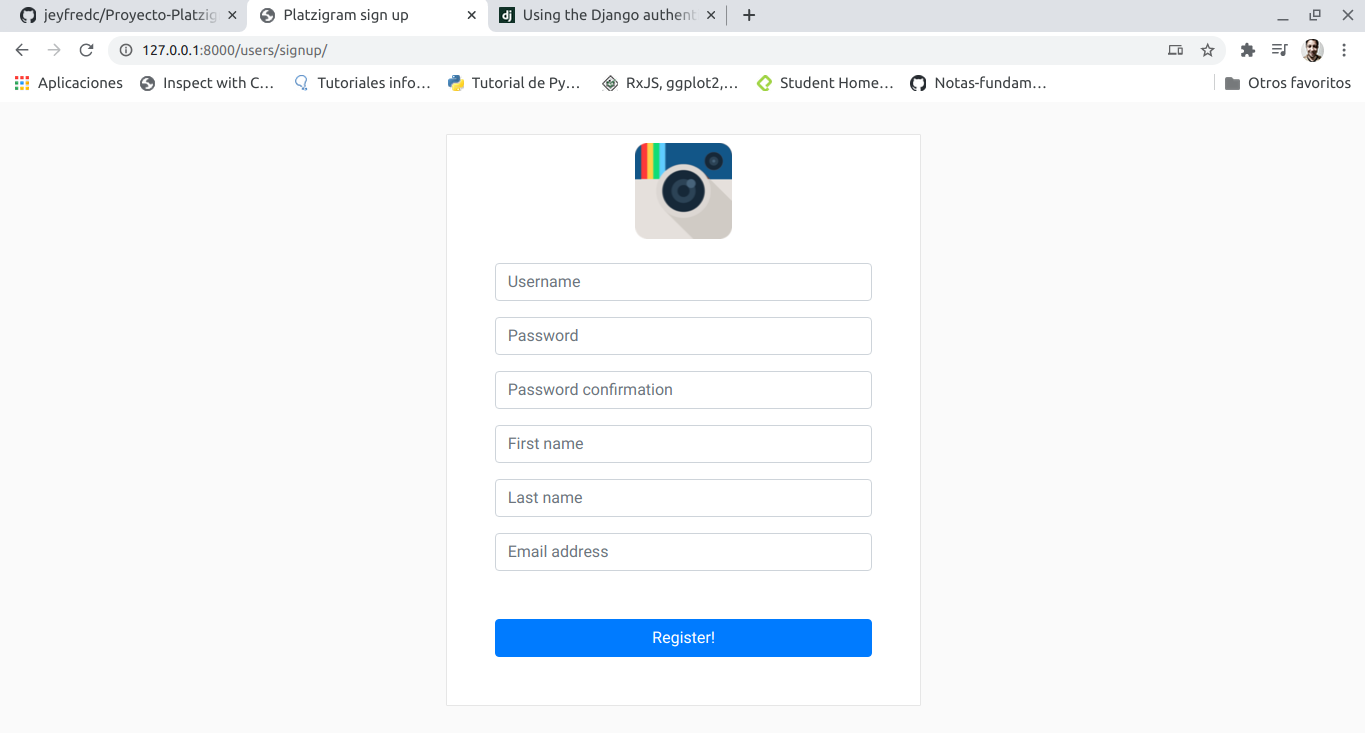 jeyfredc/Proyecto-Platzig
Platzigram sign up
Using the Django authent
127.0.0.1:8000/users/signup/
Aplicaciones
Inspect with C...
Tutoriales info...
Tutorial de Py...
RxJS, ggplot2,...
Student Home...
Notas-fundam...
Otros favoritos
Username
Password
Password confirmation
First name
Last name
Email address
Register!